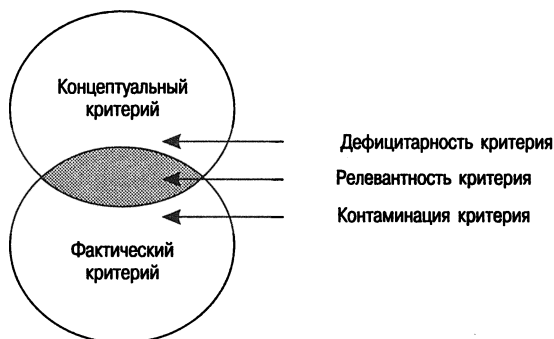 Концептуальный
критерий
Дефицитарность критерия
Релевантность критерия
Контаминация критерия
Фактический
критерий